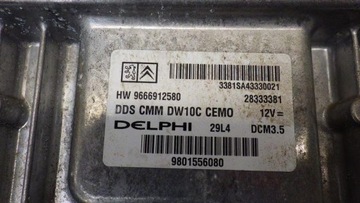 3381SA43330021
HW 9666912580 28333381
DDS CMM DW10C CEMO 12V=
DELPHI 29L4 DCM3.5
9801556080